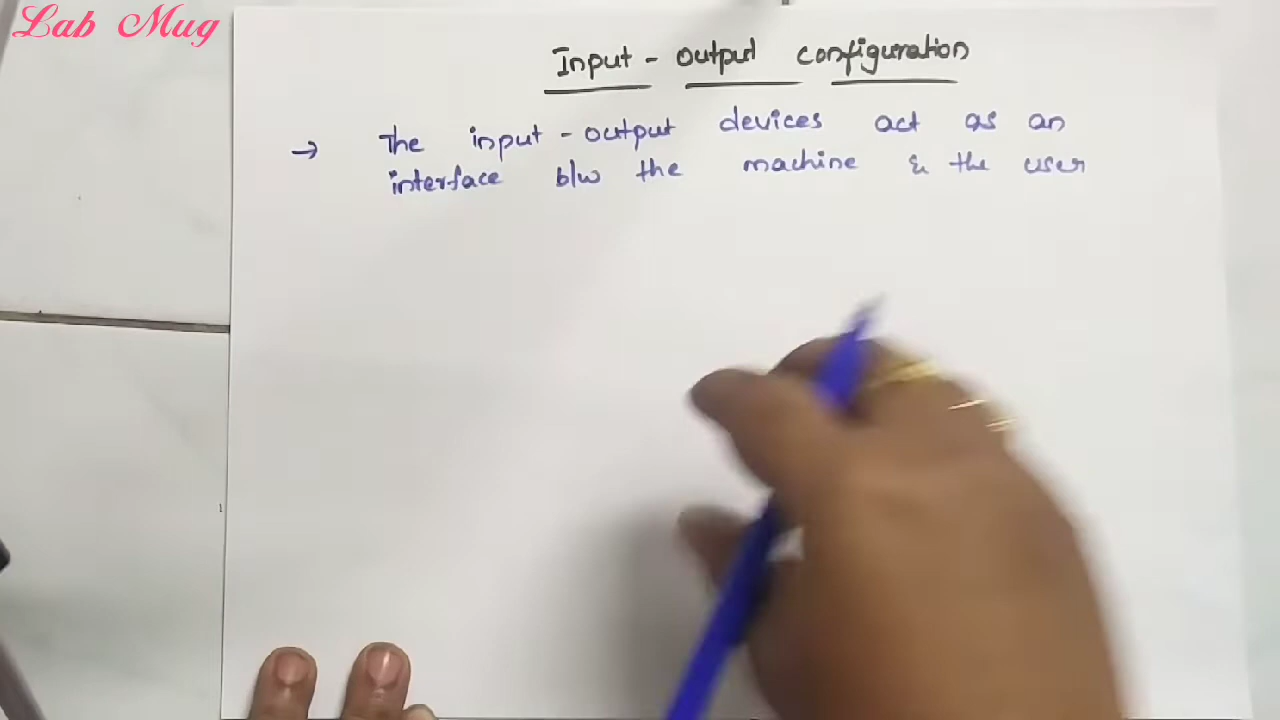 Lab Mug
Input - output configuration
→ The input - output devices act as an
interface b/w the machine & the user